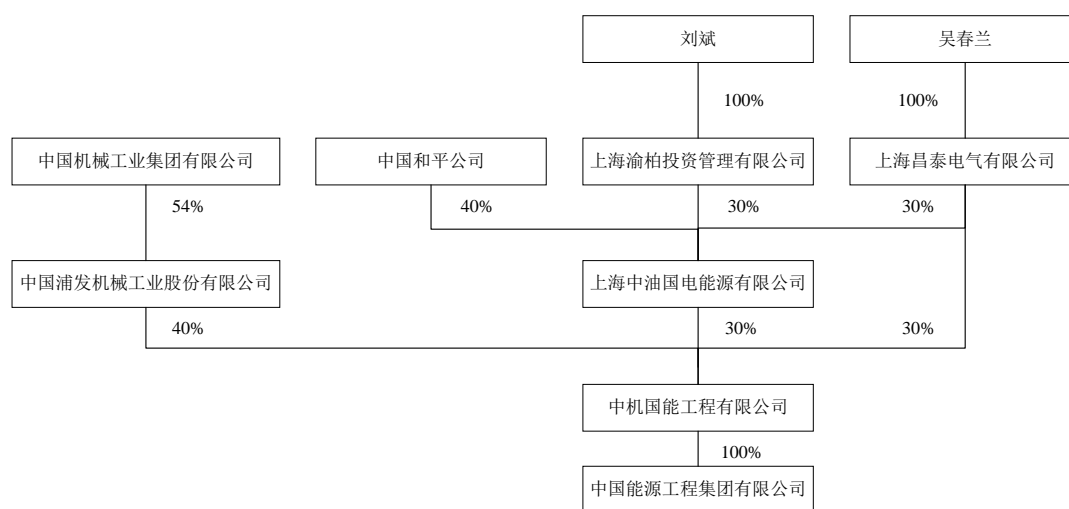 刘斌
吴春兰
100%
100%
中国机械工业集团有限公司
中国和平公司
上海渝柏投资管理有限公司
上海昌泰电气有限公司
54%
40%
30%
30%
中国浦发机械工业股份有限公司
上海中油国电能源有限公司
40%
30%
30%
中机国能工程有限公司
100%
中国能源工程集团有限公司